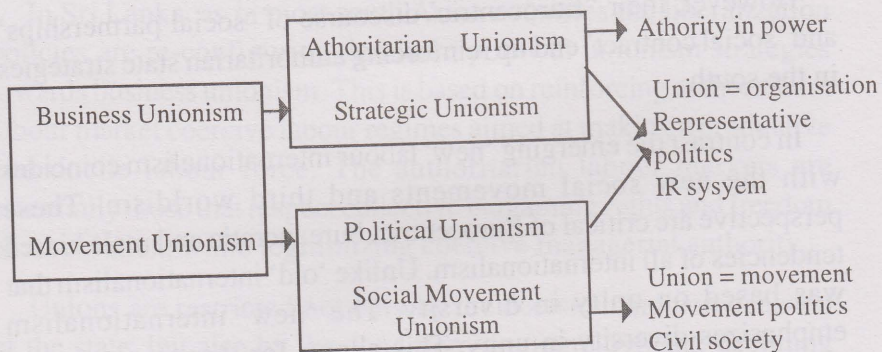 Business Unionism
Movement Unionism
Athoritarian Unionism
Strategic Unionism
Political Unionism
Social Movement
Unionism
Athority in power
Union = organisation
Representative
politics
IR sysyem
Union = movement
Movement politics
Civil society